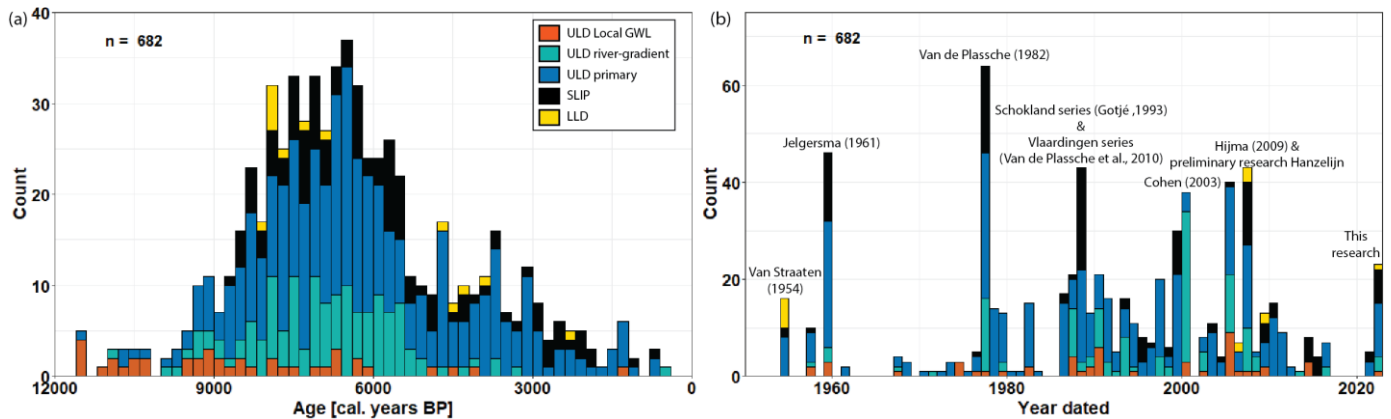 (a)
n = 682
ULD Local GWL
ULD river-gradient
ULD primary
SLIP
LLD
40
30
20
10
0
Count
12000
9000
6000
3000
0
Age [cal. years BP]
(b)
n = 682
Van de Plassche (1982)
Schokland series (Gotjé ,1993)
&
Vlaardingen series
(Van de Plassche et al., 2010)
Jelgersma (1961)
Hijma (2009) &
preliminary research Hanzelijn
Cohen (2003)
This
research
Van Straaten
(1954)
60
40
20
0
Count
1960
1980
2000
2020
Year dated